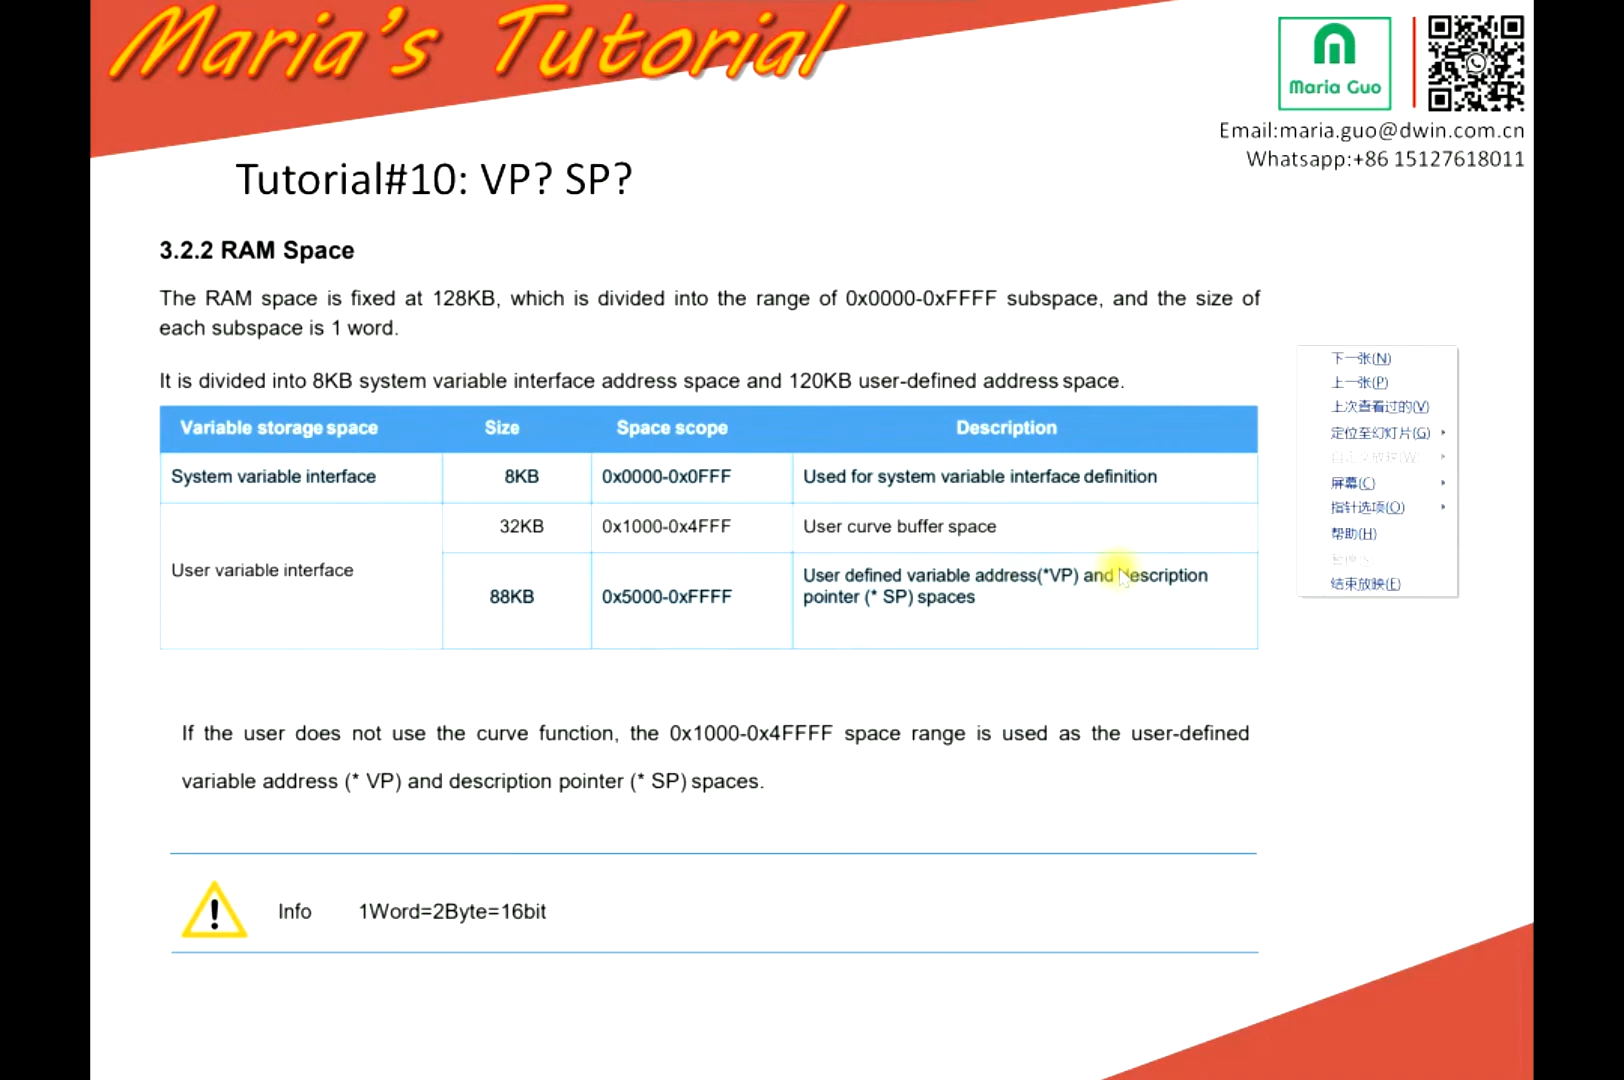 Maria's Tutorial
Maria Guo
Email:maria.guo@dwin.com.cn
Whatsapp:+86 15127618011
Tutorial#10: VP? SP?
3.2.2 RAM Space
The RAM space is fixed at 128KB, which is divided into the range of 0x0000-0xFFFF subspace, and the size of
each subspace is 1 word.
It is divided into 8KB system variable interface address space and 120KB user-defined address space.
Variable storage space Size Space scope Description
System variable interface 8KB 0x0000-0x0FFF Used for system variable interface definition
32KB 0x1000-0x4FFF User curve buffer space
User variable interface
88KB 0x5000-0xFFFF User defined variable address(*VP) and description
pointer (* SP) spaces
If the user does not use the curve function, the 0x1000-0x4FFFF space range is used as the user-defined
variable address (* VP) and description pointer (* SP) spaces.
Info 1Word=2Byte=16bit
下一张(N)
上一张(P)
上次查看过的(V)
定位至幻灯片(G)
自定义放映(W)
屏幕(C)
指针选项(O)
帮助(H)
暂停(S)
结束放映(E)